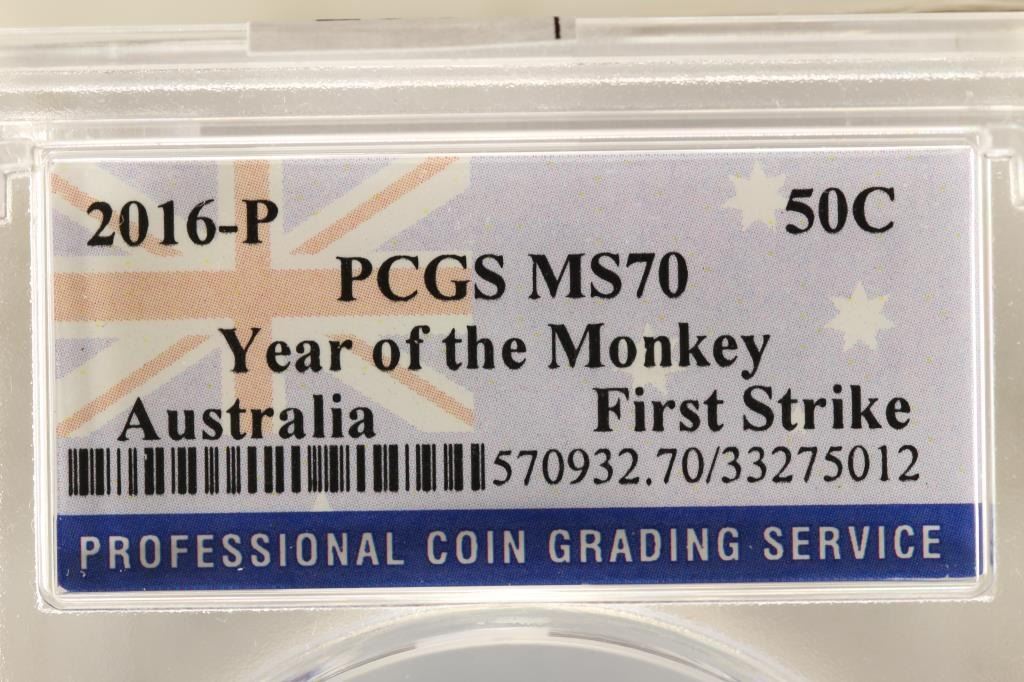 2016-P 50C
PCGS MS70
Year of the Monkey
Australia First Strike
570932.70/33275012
PROFESSIONAL COIN GRADING SERVICE